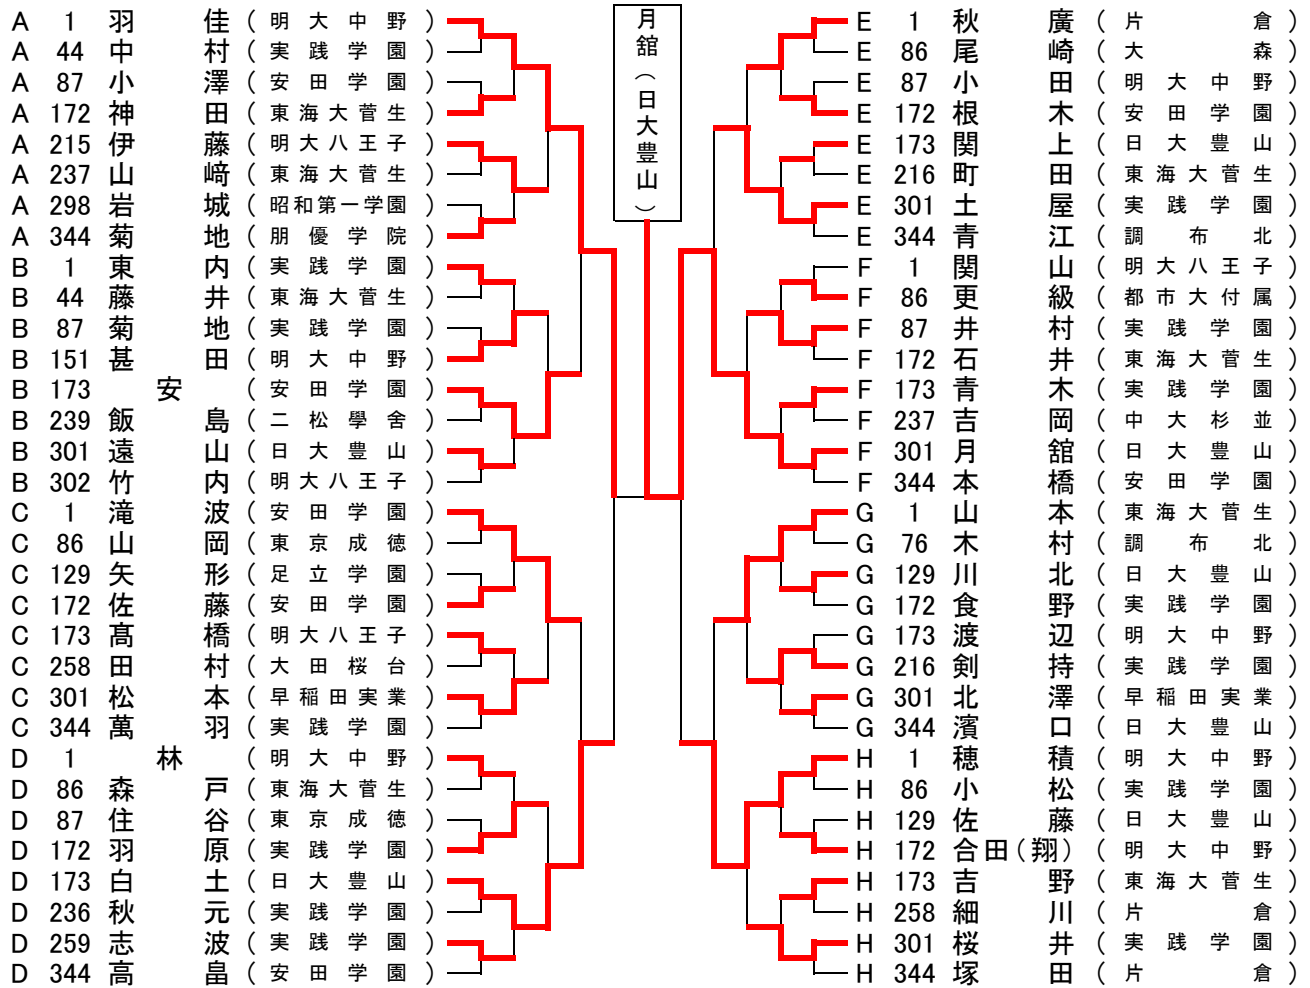 月舘（日大豊山）
A 1 羽佳（明大中野）
A 44 中村（実践学園）
A 87 小澤（安田学園）
A 172 神田（東海大菅生）
A 215 伊藤（明大八王子）
A 237 山﨑（東海大菅生）
A 298 岩城（昭和第一学園）
A 344 菊地（朋優学院）
B 1 東内（実践学園）
B 44 藤井（東海大菅生）
B 87 菊地（実践学園）
B 151 甚田（明大中野）
B 173 安（安田学園）
B 239 飯島（二松學舍）
B 301 遠山（日大豊山）
B 302 竹内（明大八王子）
C 1 滝波（安田学園）
C 86 山岡（東京成徳）
C 129 矢形（足立学園）
C 172 佐藤（安田学園）
C 173 髙橋（明大八王子）
C 258 田村（大田桜台）
C 301 松本（早稲田実業）
C 344 萬羽（実践学園）
D 1 林（明大中野）
D 86 森戸（東海大菅生）
D 87 住谷（東京成徳）
D 172 羽原（実践学園）
D 173 白土（日大豊山）
D 236 秋元（実践学園）
D 259 志波（実践学園）
D 344 高畠（安田学園）
E 1 秋廣（片倉）
E 86 尾崎（大森）
E 87 小田（明大中野）
E 172 根木（安田学園）
E 173 関上（日大豊山）
E 216 町田（東海大菅生）
E 301 土屋（実践学園）
E 344 青江（調布北）
F 1 関山（明大八王子）
F 86 更級（都市大付属）
F 87 井村（実践学園）
F 172 石井（東海大菅生）
F 173 青木（実践学園）
F 237 吉岡（中大杉並）
F 301 月舘（日大豊山）
F 344 本橋（安田学園）
G 1 山本（東海大菅生）
G 76 木村（調布北）
G 129 川北（日大豊山）
G 172 食野（実践学園）
G 173 渡辺（明大中野）
G 216 剣持（実践学園）
G 301 北澤（早稲田実業）
G 344 濱口（日大豊山）
H 1 穂積（明大中野）
H 86 小松（実践学園）
H 129 佐藤（日大豊山）
H 172 合田（翔）（明大中野）
H 173 吉野（東海大菅生）
H 258 細川（片倉）
H 301 桜井（実践学園）
H 344 塚田（片倉）